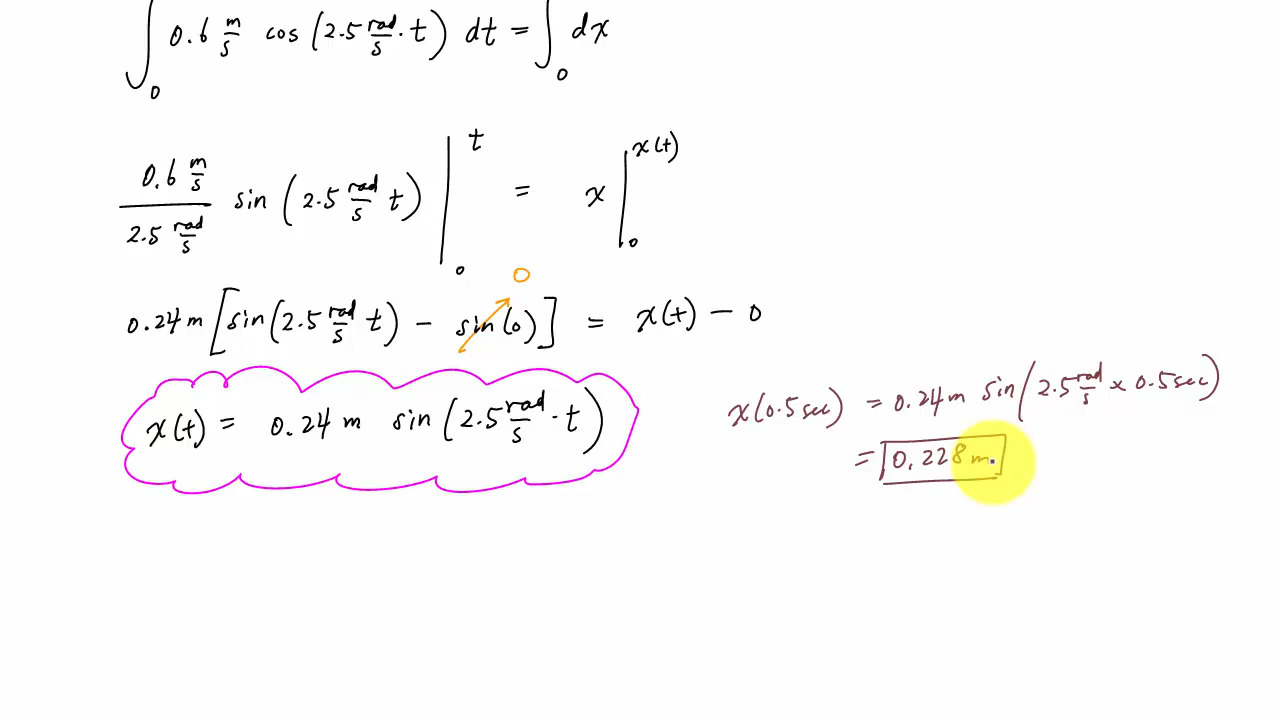 ∫₀ 0.6 m/s cos (2.5 rad/s · t) dt = ∫₀ dx
0.6 m/s / 2.5 rad/s sin (2.5 rad/s t) |₀ᵗ = x |₀ˣ⁽ᵗ⁾
0
0.24 m [sin(2.5 rad/s t) − sin(0)] = x(t) − 0
x(t) = 0.24 m sin (2.5 rad/s · t)
x(0.5 sec) = 0.24 m sin(2.5 rad/s × 0.5 sec)
= 0.228 m